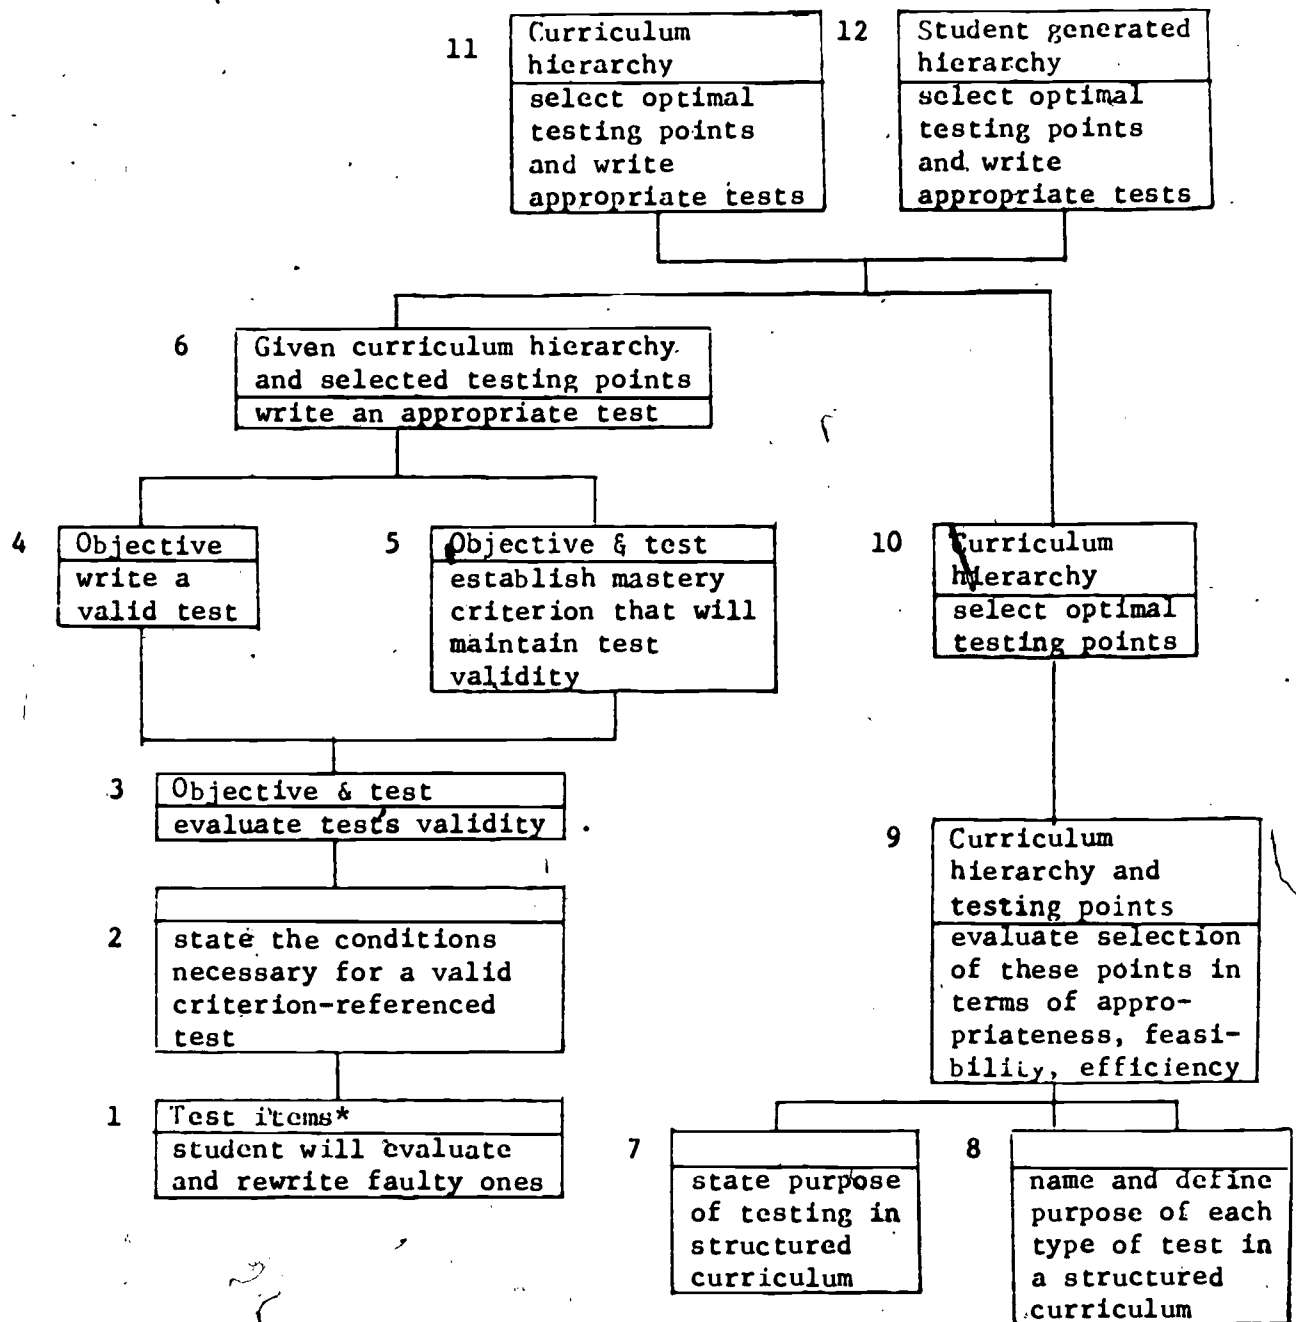 11
Curriculum
hierarchy
select optimal
testing points
and write
appropriate tests
12
Student generated
hierarchy
select optimal
testing points
and write
appropriate tests
6
Given curriculum hierarchy
and selected testing points
write an appropriate test
4
Objective
write a
valid test
5
Objective & test
establish mastery
criterion that will
maintain test
validity
10
Curriculum
hierarchy
select optimal
testing points
3
Objective & test
evaluate test's validity
9
Curriculum
hierarchy and
testing points
evaluate selection
of these points in
terms of appro-
priateness, feasi-
bility, efficiency
2
state the conditions
necessary for a valid
criterion-referenced
test
1
Test items*
student will evaluate
and rewrite faulty ones
7
state purpose
of testing in
structured
curriculum
8
name and define
purpose of each
type of test in
a structured
curriculum